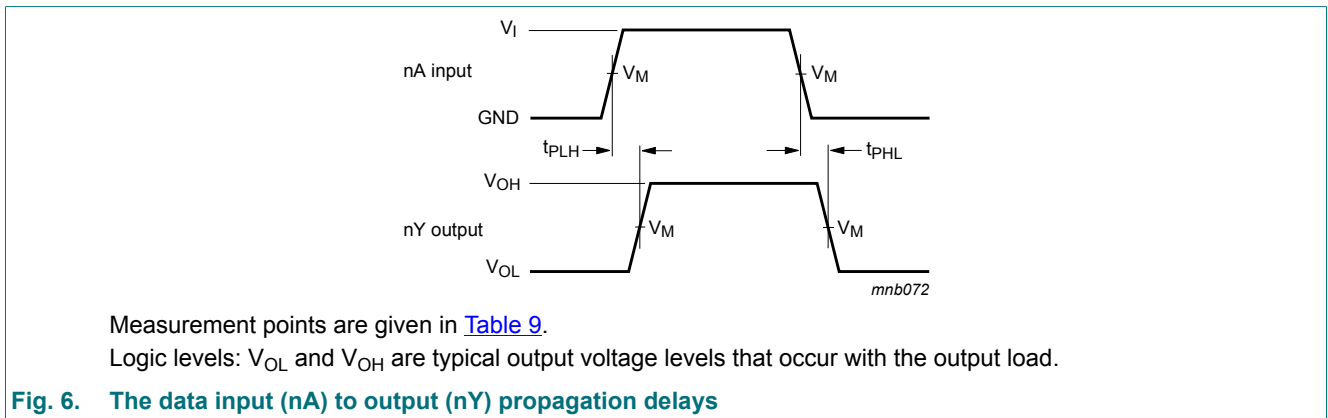 V_I
nA input
V_M
V_M
GND
t_PLH
t_PHL
V_OH
nY output
V_M
V_M
V_OL
mnb072
Measurement points are given in Table 9.
Logic levels: V_OL and V_OH are typical output voltage levels that occur with the output load.
Fig. 6. The data input (nA) to output (nY) propagation delays